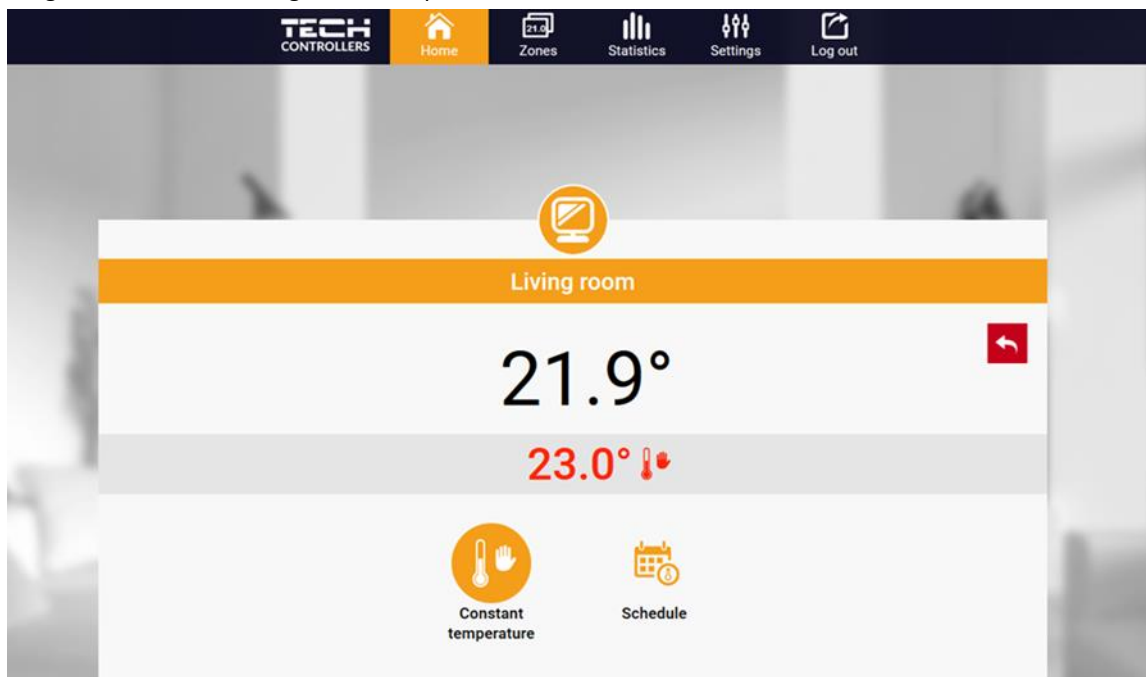 TECH
CONTROLLERS
Home
21.0
Zones
Statistics
Settings
Log out
Living room
21.9°
23.0°
Constant
temperature
Schedule